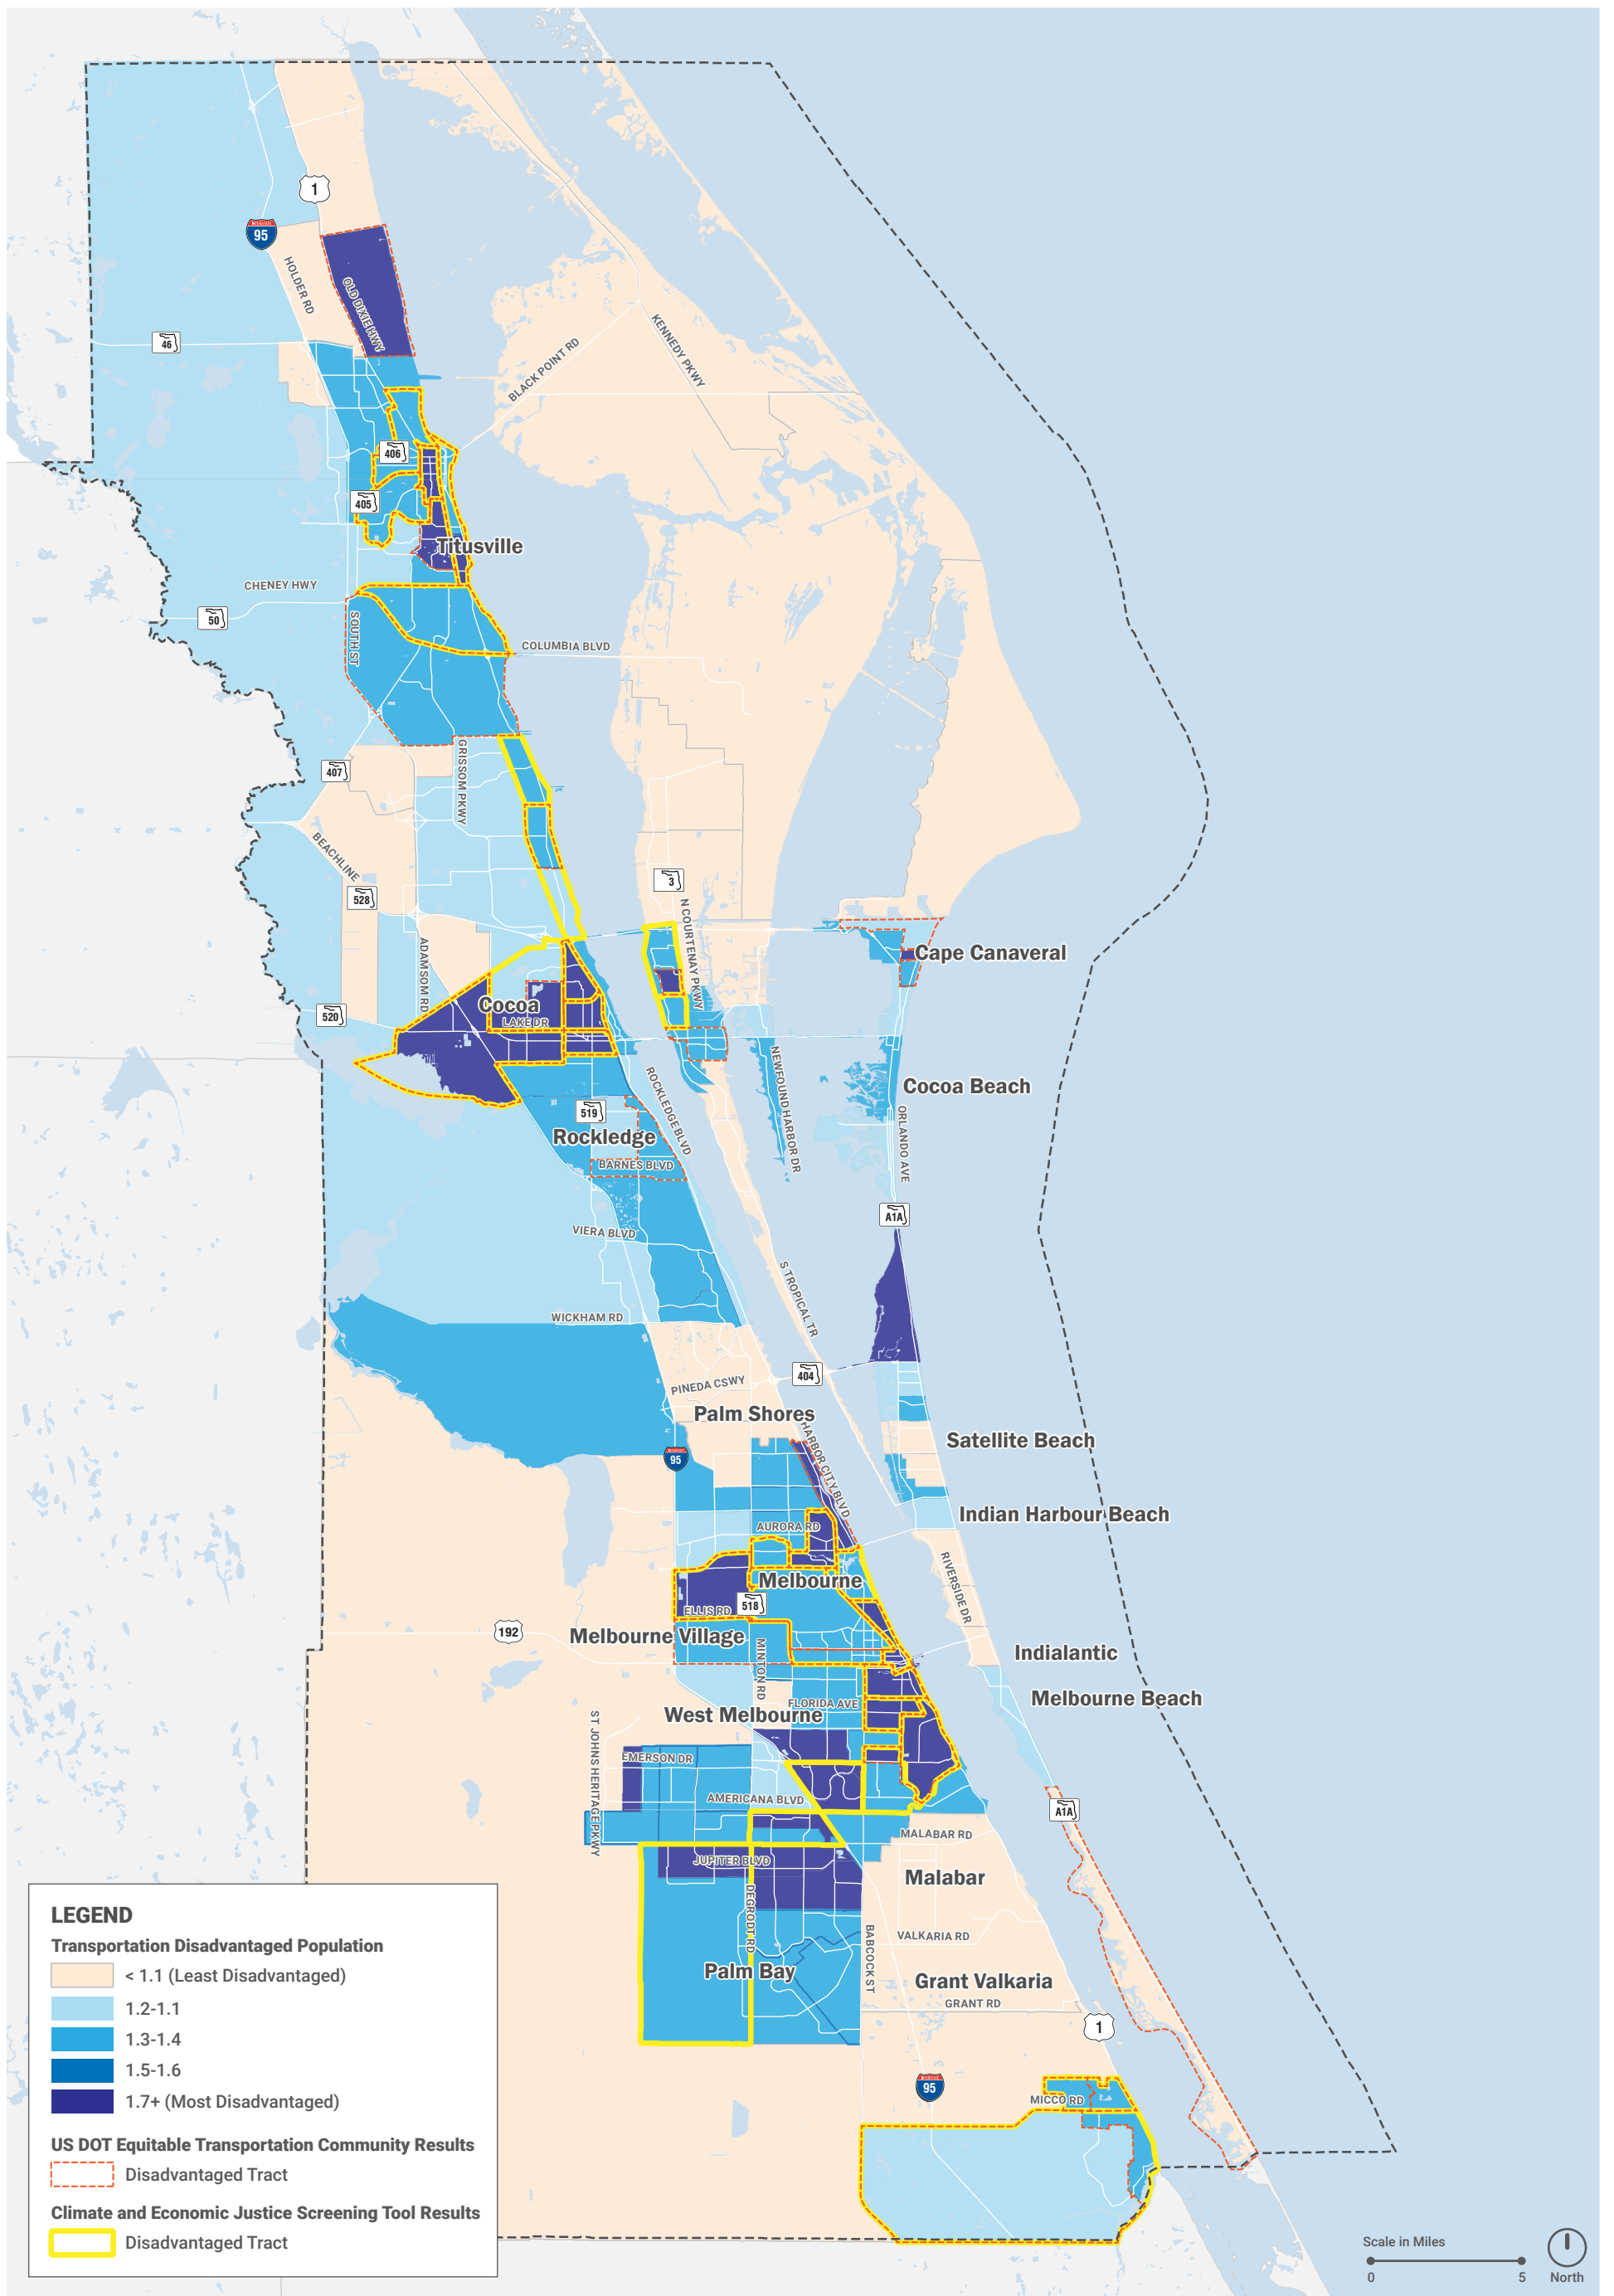 1
95
HOLDER RD
OLD DIXIE HWY
46
KENNEDY PKWY
BLACK POINT RD
406
405
Titusville
CHENEY HWY
50
SOUTH ST
COLUMBIA BLVD
407
GRISSOM PKWY
BEACHLINE
528
3
N COURTENAY PKWY
ADAMSOM RD
Cape Canaveral
Cocoa
520
LAKE DR
Cocoa Beach
ROCKLEDGE BLVD
NEWFOUND HARBOR DR
519
ORLANDO AVE
Rockledge
BARNES BLVD
A1A
VIERA BLVD
S TROPICAL TR
WICKHAM RD
404
PINEDA CSWY
Palm Shores
HARBOR CITY BLVD
Satellite Beach
95
Indian Harbour Beach
AURORA RD
RIVERSIDE DR
Melbourne
518
ELLIS RD
192
Melbourne Village
MINTON RD
Indialantic
Melbourne Beach
FLORIDA AVE
West Melbourne
ST JOHNS HERITAGE PKWY
EMERSON DR
AMERICANA BLVD
A1A
MALABAR RD
JUPITER BLVD
Malabar
DEGRODT RD
BABCOCK ST
VALKARIA RD
Palm Bay
Grant Valkaria
GRANT RD
1
95
MICCO RD
LEGEND
Transportation Disadvantaged Population
< 1.1 (Least Disadvantaged)
1.2-1.1
1.3-1.4
1.5-1.6
1.7+ (Most Disadvantaged)
US DOT Equitable Transportation Community Results
Disadvantaged Tract
Climate and Economic Justice Screening Tool Results
Disadvantaged Tract
Scale in Miles
0 5 North